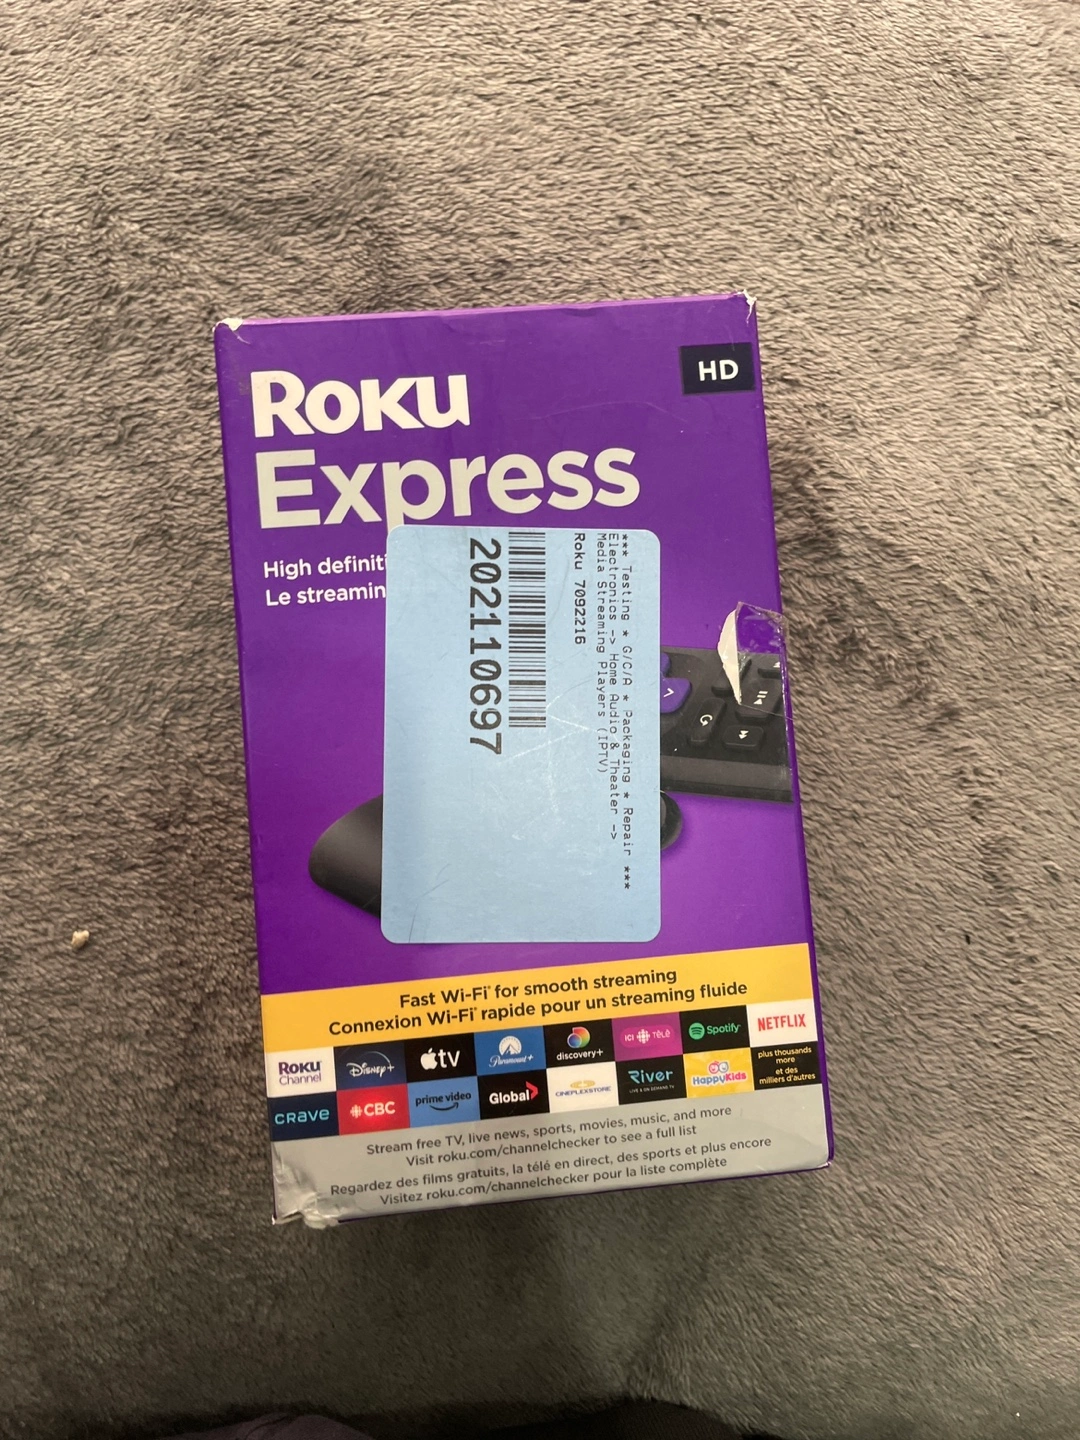 Roku
Express
HD
High definiti
Le streamin
*** Testing * G/C/A * Packaging * Repair ***
Electronics -> Home Audio & Theater ->
Media Streaming Players (IPTV)
Roku 7092216
202110697
Fast Wi-Fi® for smooth streaming
Connexion Wi-Fi® rapide pour un streaming fluide
Roku Channel
Disney+
tv
Paramount+
discovery+
ICI TÉLÉ
Spotify
NETFLIX
crave
CBC
prime video
Global
CINEPLEXSTORE
River
LIVE & ON DEMAND TV
HappyKids
plus thousands
more
et des
milliers d'autres
Stream free TV, live news, sports, movies, music, and more
Visit roku.com/channelchecker to see a full list
Regardez des films gratuits, la télé en direct, des sports et plus encore
Visitez roku.com/channelchecker pour la liste complète